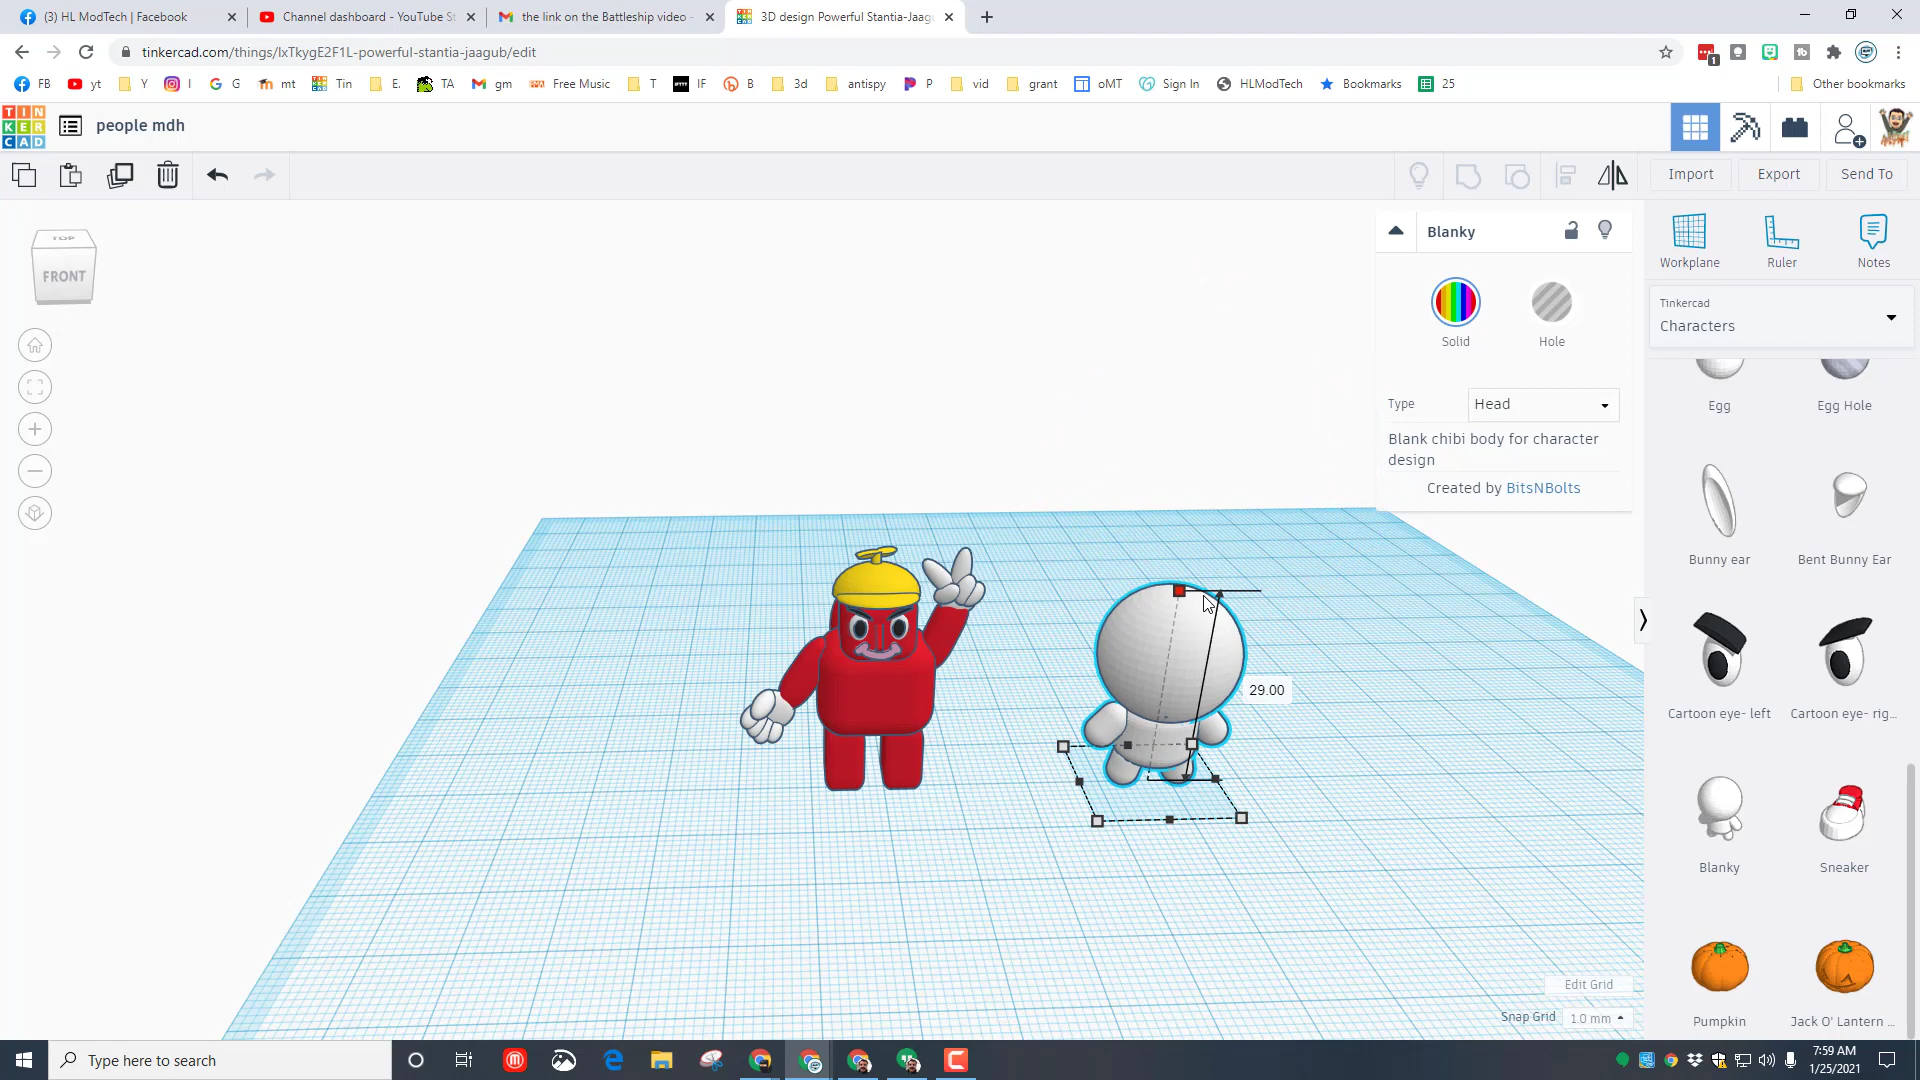 (3) HL ModTech | Facebook
Channel dashboard - YouTube St
the link on the Battleship video -
3D design Powerful Stantia-Jaagu
tinkercad.com/things/lxTkygE2F1L-powerful-stantia-jaagub/edit
1
FB
yt
Y
I
G
mt
Tin
E.
TA
gm
Free Music
T
IFTTT
IF
B
3d
antispy
P
vid
grant
oMT
Sign In
HLModTech
Bookmarks
25
Other bookmarks
TIN
KER
CAD
people mdh
Import
Export
Send To
TOP
FRONT
Blanky
Solid
Hole
Type
Head
Blank chibi body for character
design
Created by BitsNBolts
Workplane
Ruler
Notes
Tinkercad
Characters
Egg
Egg Hole
Bunny ear
Bent Bunny Ear
Cartoon eye- left
Cartoon eye- rig...
Blanky
Sneaker
Pumpkin
Jack O' Lantern ...
29.00
Edit Grid
Snap Grid
1.0 mm
Type here to search
7:59 AM
1/25/2021